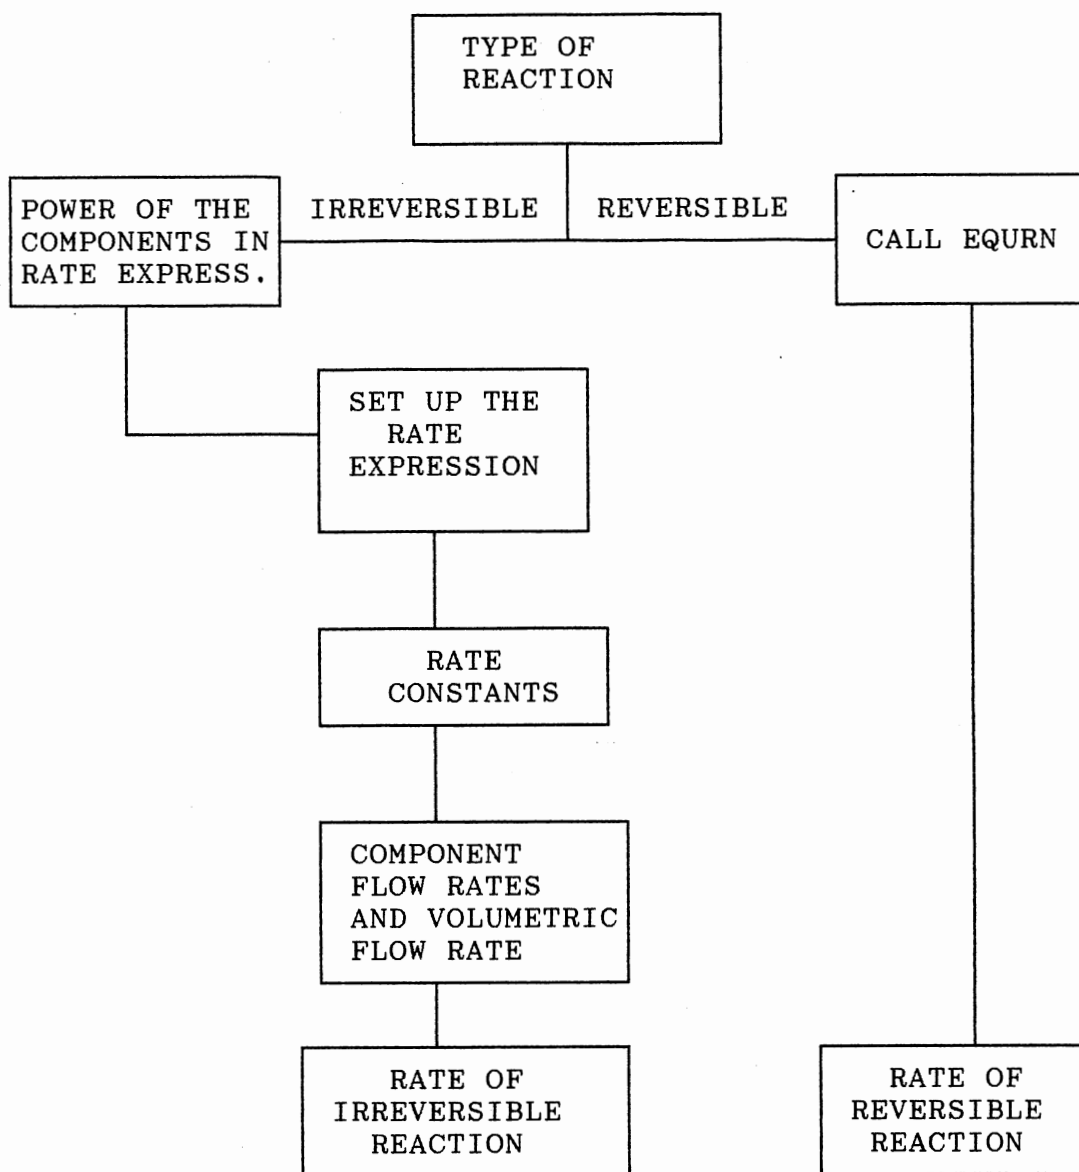 TYPE OF
REACTION
POWER OF THE
COMPONENTS IN
RATE EXPRESS.
IRREVERSIBLE
REVERSIBLE
CALL EQURN
SET UP THE
RATE
EXPRESSION
RATE
CONSTANTS
COMPONENT
FLOW RATES
AND VOLUMETRIC
FLOW RATE
RATE OF
IRREVERSIBLE
REACTION
RATE OF
REVERSIBLE
REACTION